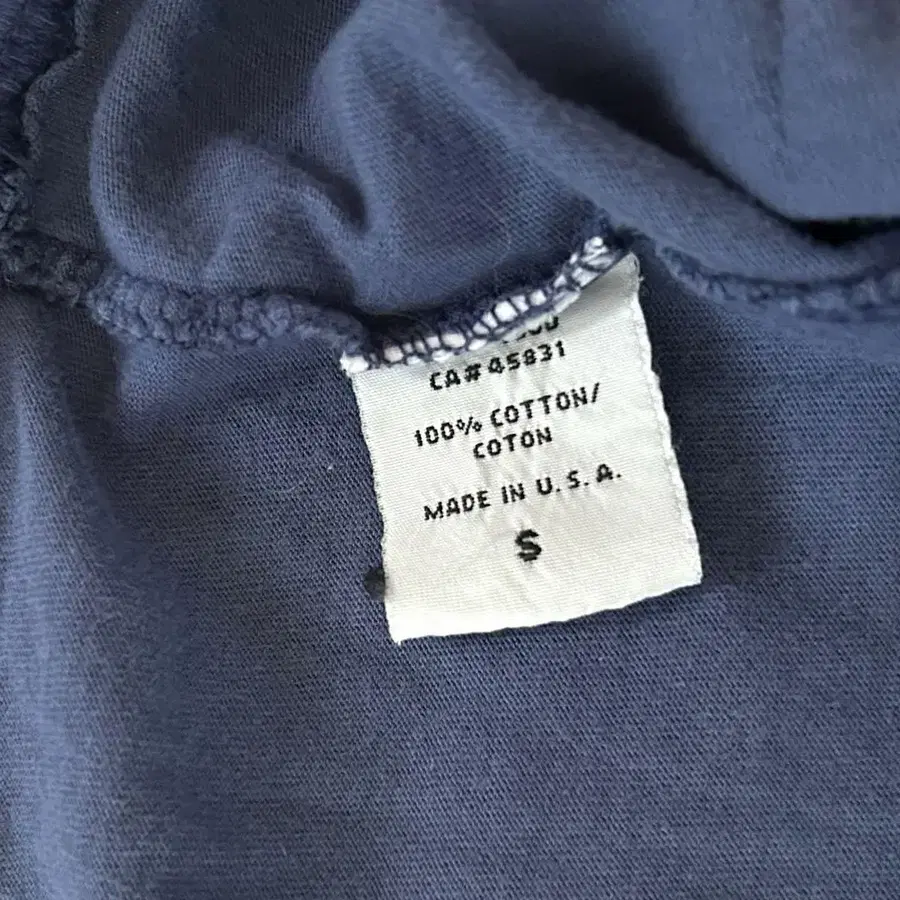 CA# 45831
100% COTTON/
COTON
MADE IN U.S.A.
S